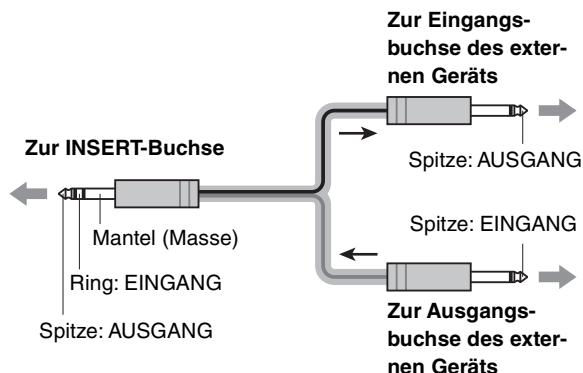 Zur Eingangs-
buchse des exter-
nen Geräts
Zur INSERT-Buchse
Spitze: AUSGANG
Mantel (Masse)
Spitze: EINGANG
Ring: EINGANG
Spitze: AUSGANG
Zur Ausgangs-
buchse des exter-
nen Geräts